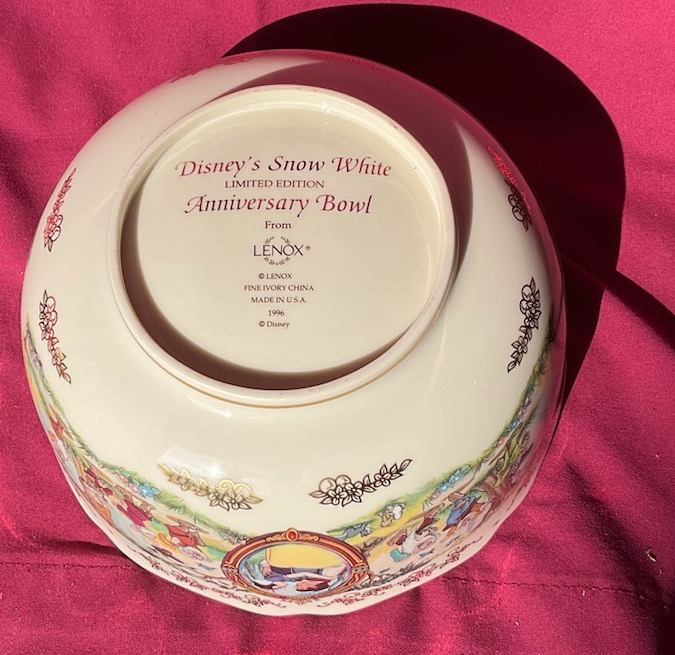 Disney's Snow White
LIMITED EDITION
Anniversary Bowl
From
LENOX®
© LENOX
FINE IVORY CHINA
MADE IN U.S.A.
1996
© Disney